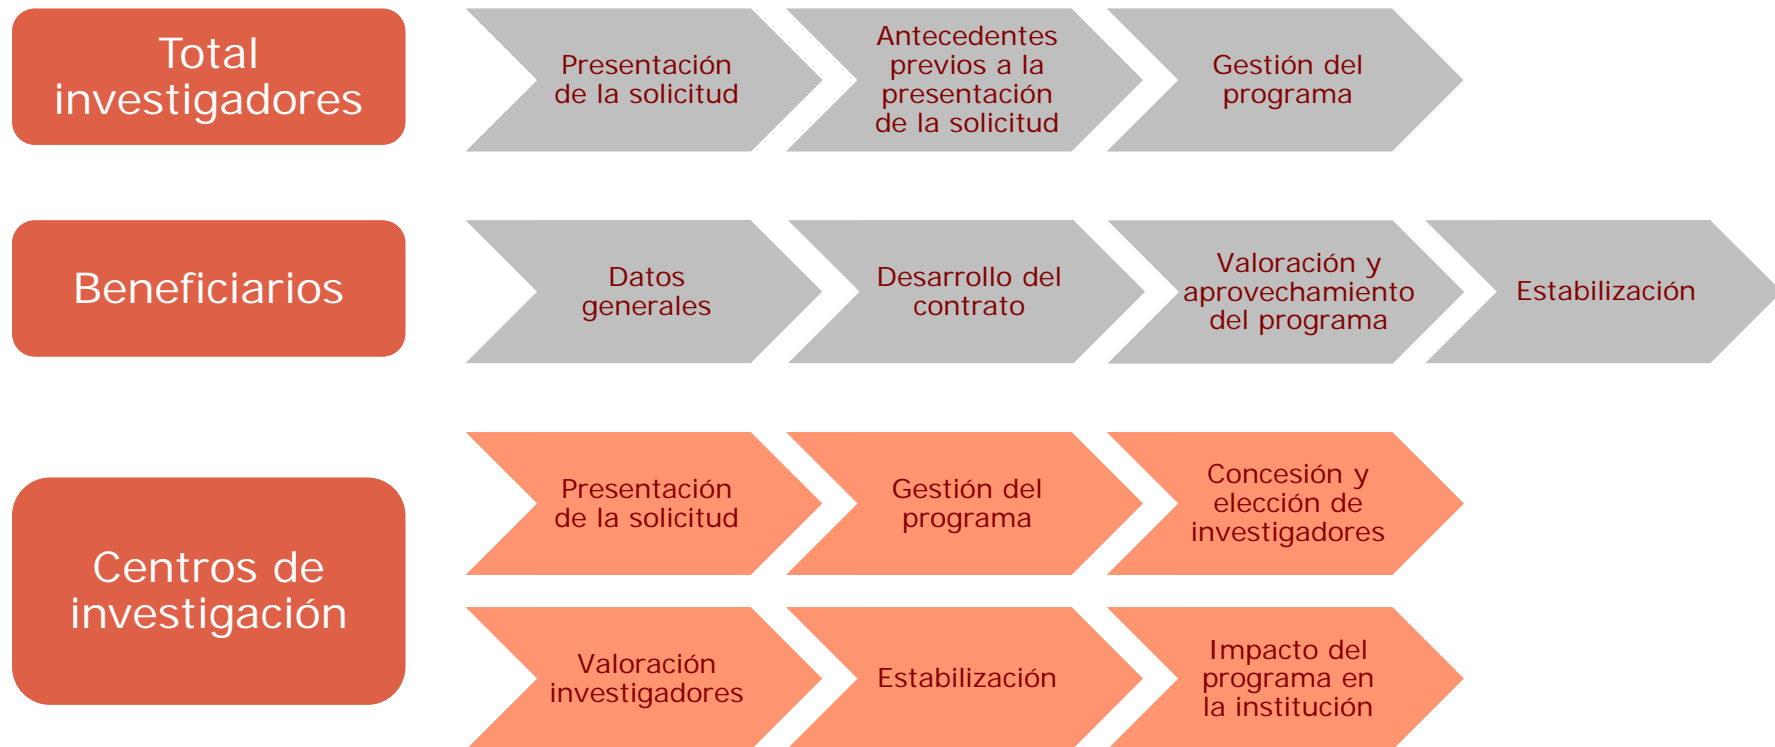 Total
investigadores
Presentación
de la solicitud
Antecedentes
previos a la
presentación
de la solicitud
Gestión del
programa
Beneficiarios
Datos
generales
Desarrollo del
contrato
Valoración y
aprovechamiento
del programa
Estabilización
Centros de
investigación
Presentación
de la solicitud
Gestión del
programa
Concesión y
elección de
investigadores
Valoración
investigadores
Estabilización
Impacto del
programa en
la institución